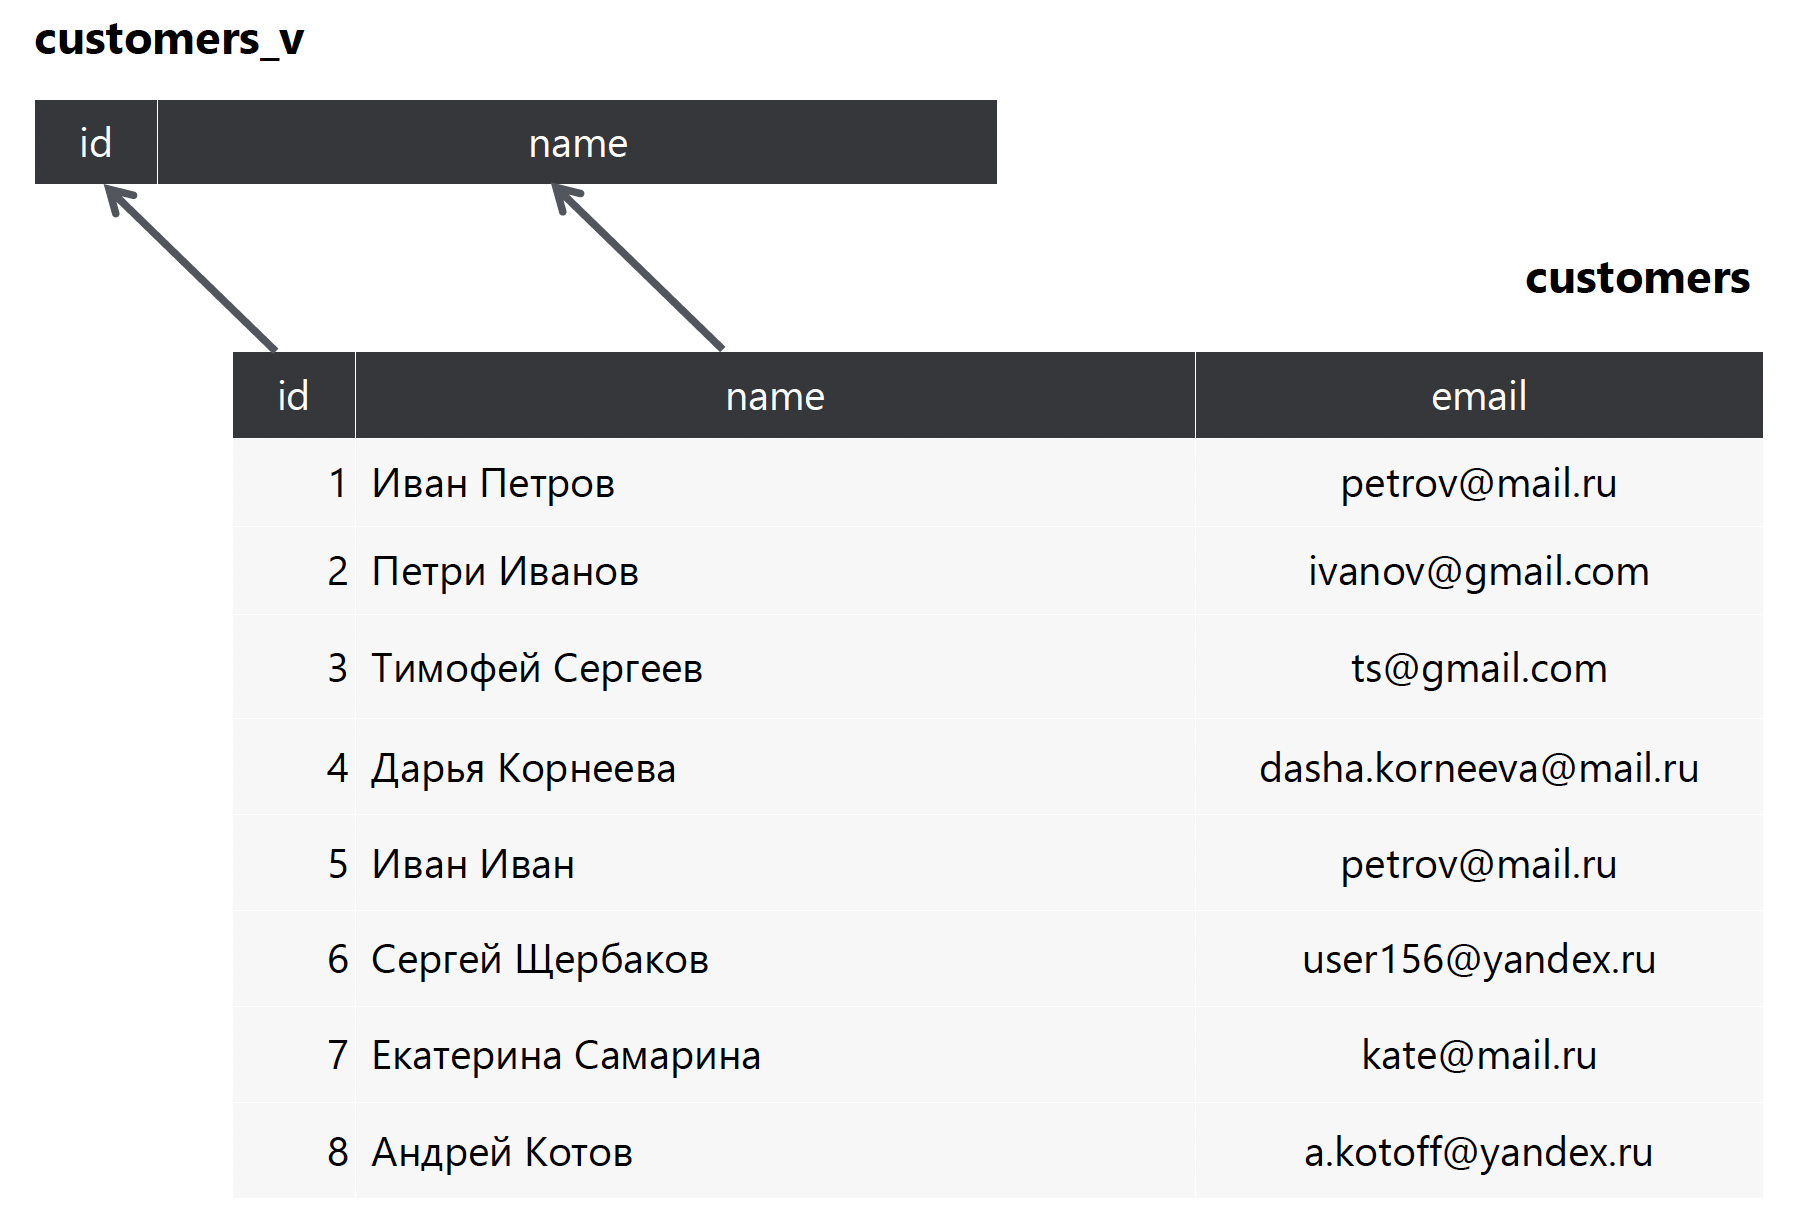 customers_v
id name
customers
id name email
1 Иван Петров petrov@mail.ru
2 Петри Иванов ivanov@gmail.com
3 Тимофей Сергеев ts@gmail.com
4 Дарья Корнеева dasha.korneeva@mail.ru
5 Иван Иван petrov@mail.ru
6 Сергей Щербаков user156@yandex.ru
7 Екатерина Самарина kate@mail.ru
8 Андрей Котов a.kotoff@yandex.ru